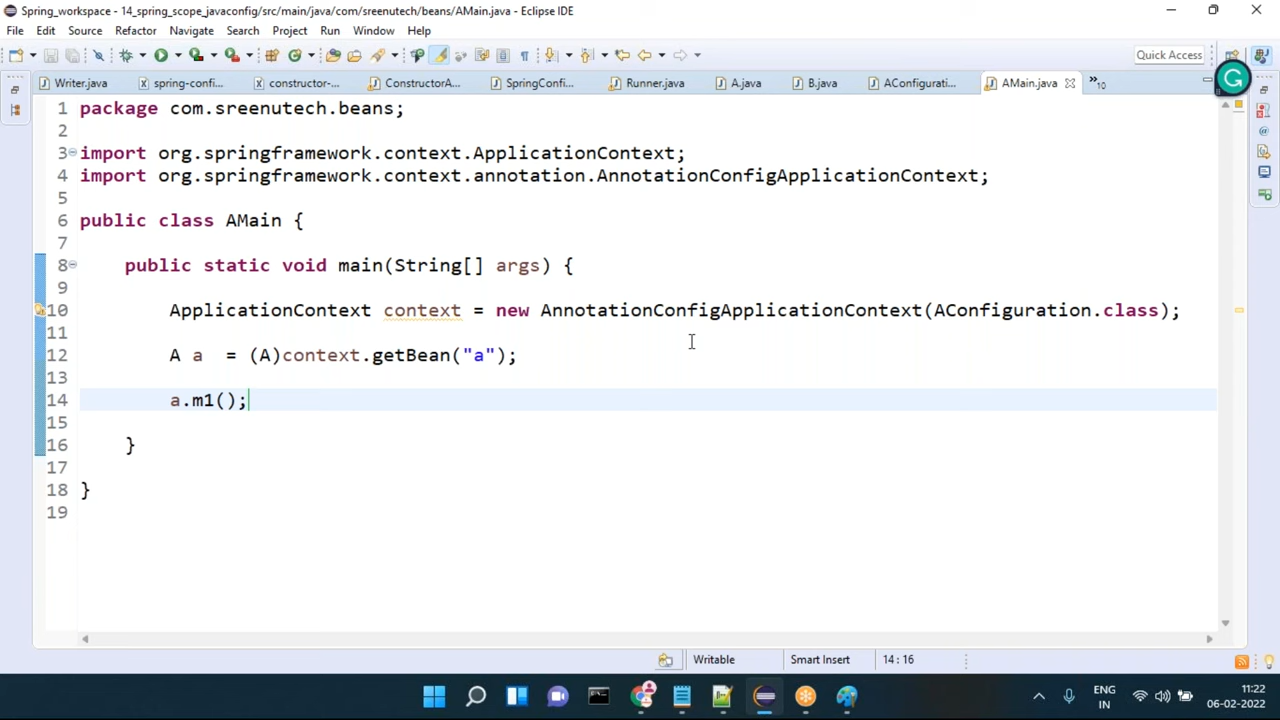 Spring_workspace - 14_spring_scope_javaconfig/src/main/java/com/sreenutech/beans/AMain.java - Eclipse IDE
File Edit Source Refactor Navigate Search Project Run Window Help
Quick Access
Writer.java spring-confi... constructor-... ConstructorA... SpringConfi... Runner.java A.java B.java AConfigurati... AMain.java »10
G
1 package com.sreenutech.beans;
2
3 import org.springframework.context.ApplicationContext;
4 import org.springframework.context.annotation.AnnotationConfigApplicationContext;
5
6 public class AMain {
7
8 public static void main(String[] args) {
9
10 ApplicationContext context = new AnnotationConfigApplicationContext(AConfiguration.class);
11
12 A a = (A)context.getBean("a");
13
14 a.m1();
15
16 }
17
18 }
19
Writable Smart Insert 14 : 16
ENG 11:22
IN 06-02-2022